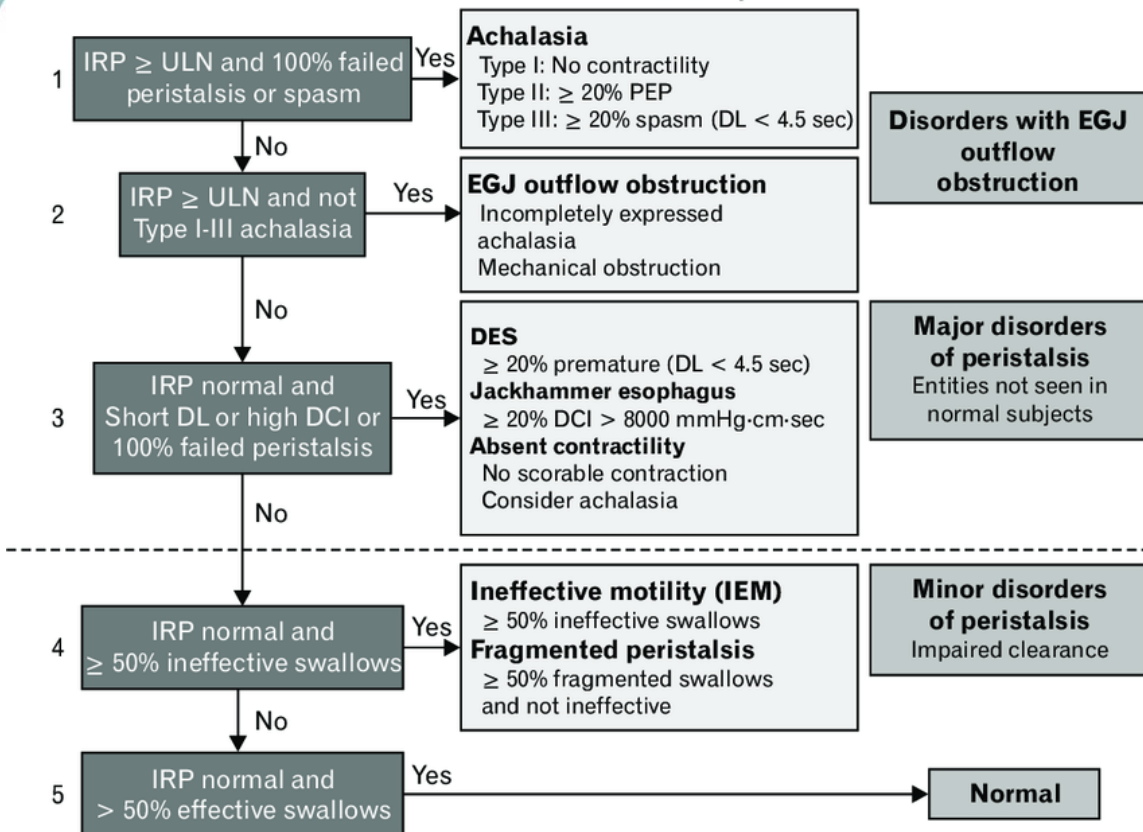 1
IRP ≥ ULN and 100% failed
peristalsis or spasm
Yes
Achalasia
Type I: No contractility
Type II: ≥ 20% PEP
Type III: ≥ 20% spasm (DL < 4.5 sec)
Disorders with EGJ
outflow
obstruction
No
2
IRP ≥ ULN and not
Type I-III achalasia
Yes
EGJ outflow obstruction
Incompletely expressed
achalasia
Mechanical obstruction
No
3
IRP normal and
Short DL or high DCI or
100% failed peristalsis
Yes
DES
≥ 20% premature (DL < 4.5 sec)
Jackhammer esophagus
≥ 20% DCI > 8000 mmHg·cm·sec
Absent contractility
No scorable contraction
Consider achalasia
Major disorders
of peristalsis
Entities not seen in
normal subjects
No
4
IRP normal and
≥ 50% ineffective swallows
Yes
Ineffective motility (IEM)
≥ 50% ineffective swallows
Fragmented peristalsis
≥ 50% fragmented swallows
and not ineffective
Minor disorders
of peristalsis
Impaired clearance
No
5
IRP normal and
> 50% effective swallows
Yes
Normal